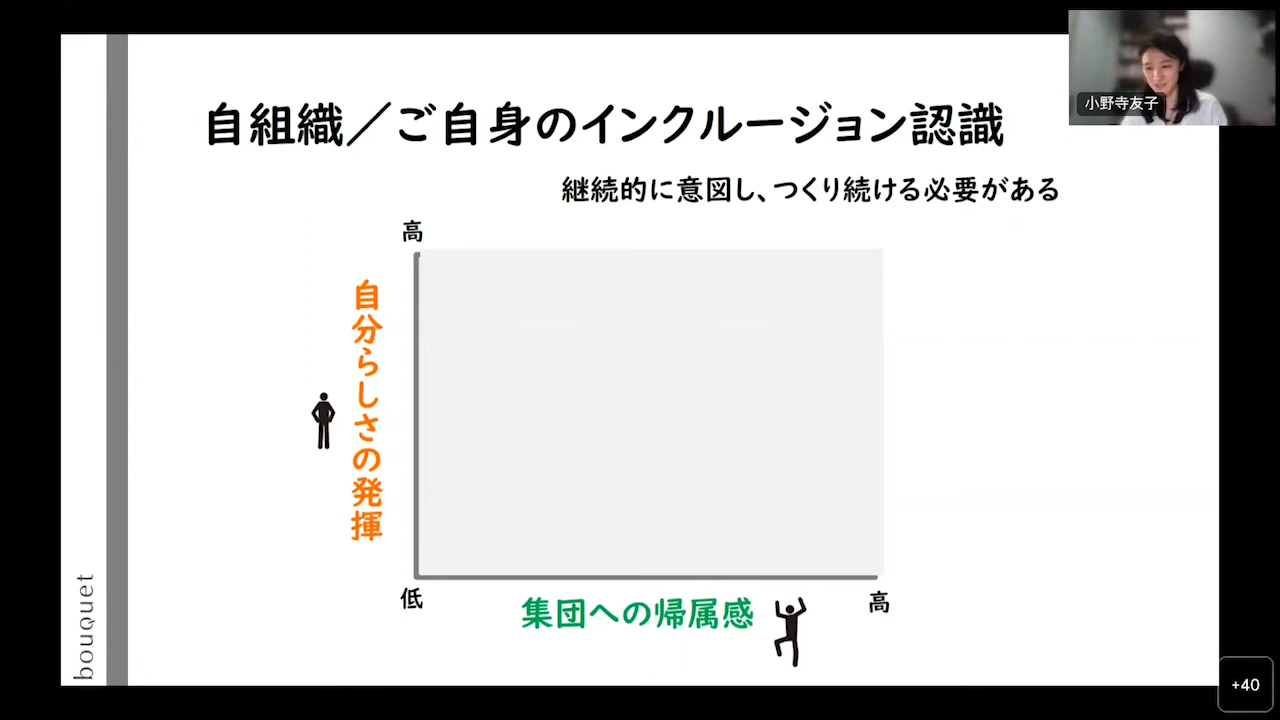 自組織／ご自身のインクルージョン認識
小野寺友子
継続的に意図し、つくり続ける必要がある
高
自分らしさの発揮
低
集団への帰属感
高
bouquet
+40